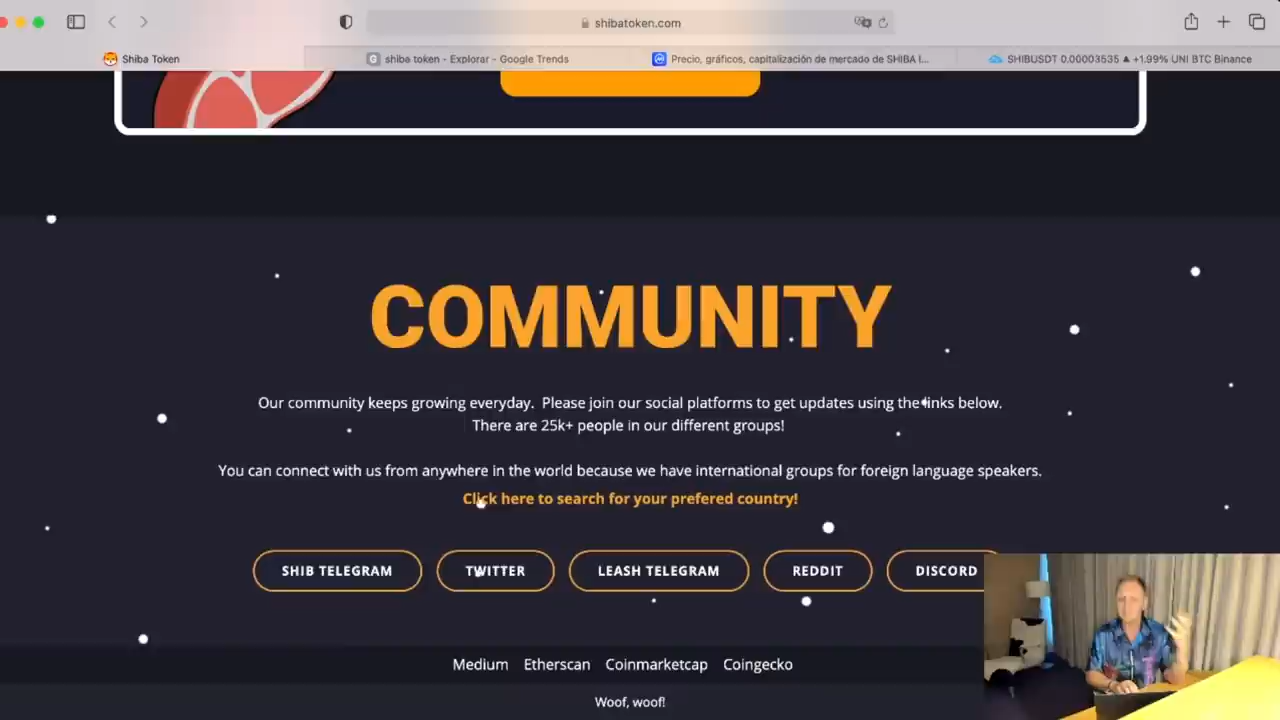 shibatoken.com
Shiba Token
shiba token - Explorar - Google Trends
Precio, gráficos, capitalización de mercado de SHIBA I...
SHIBUSDT 0.00003535 ▲ +1.99% UNI BTC Binance
COMMUNITY
Our community keeps growing everyday. Please join our social platforms to get updates using the links below.
There are 25k+ people in our different groups!
You can connect with us from anywhere in the world because we have international groups for foreign language speakers.
Click here to search for your prefered country!
SHIB TELEGRAM
TWITTER
LEASH TELEGRAM
REDDIT
DISCORD
Medium Etherscan Coinmarketcap Coingecko
Woof, woof!